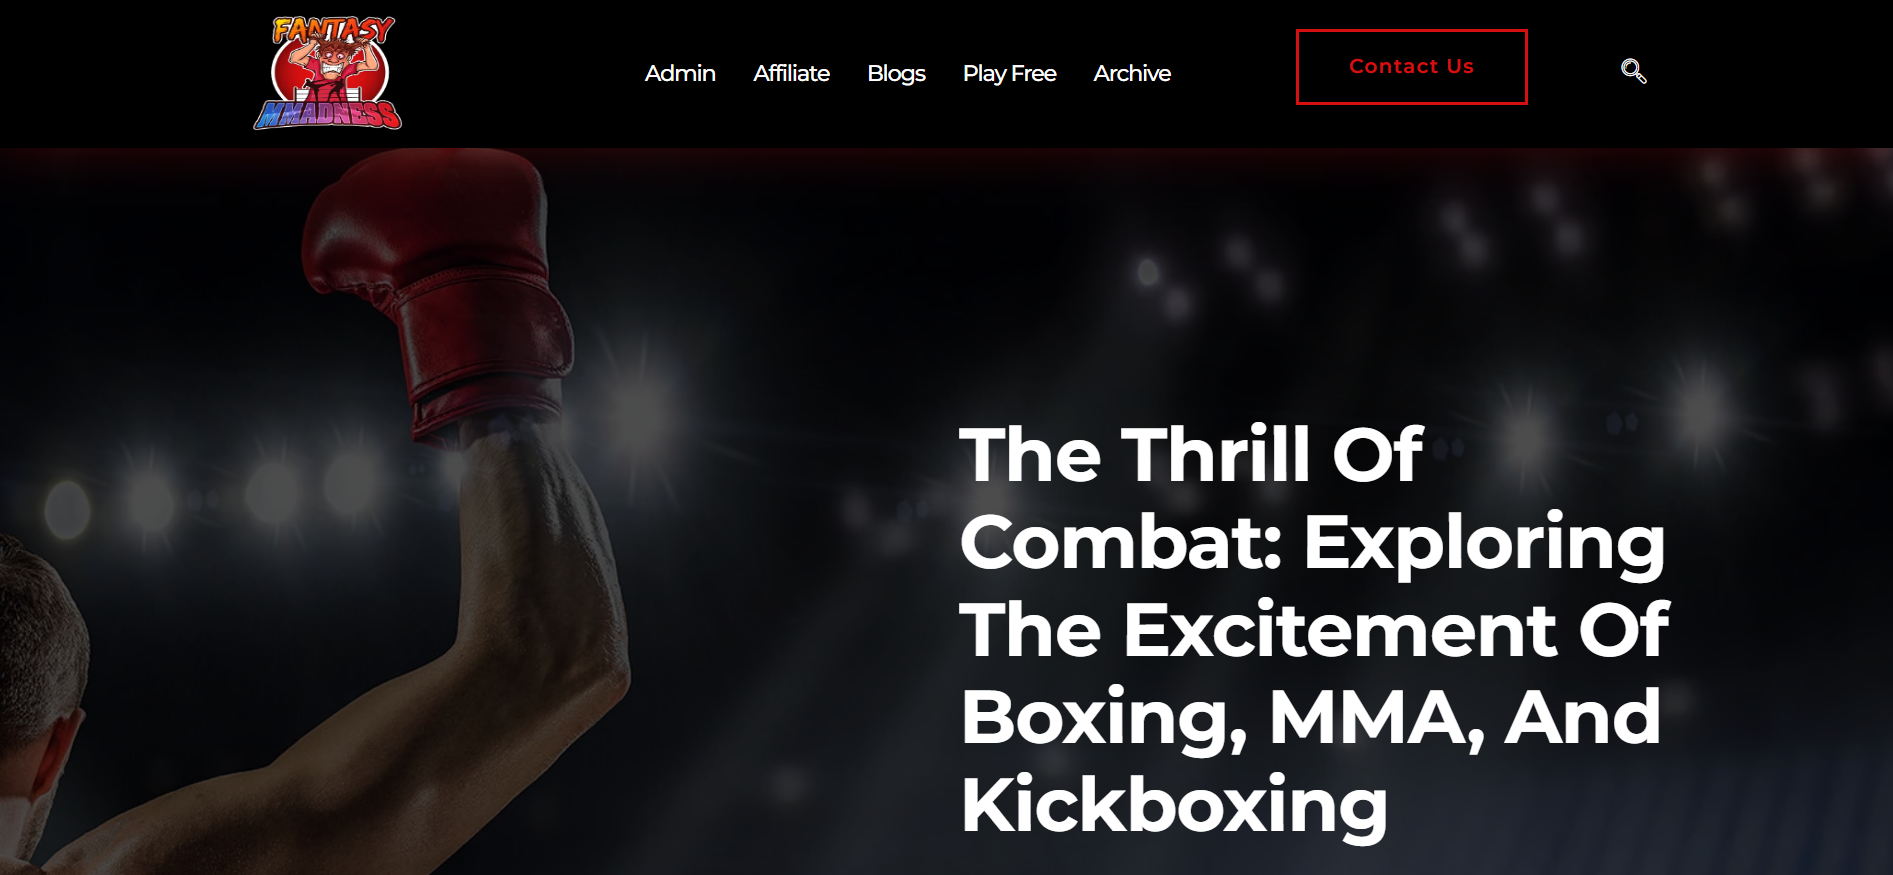 FANTASY
MMADNESS
Admin Affiliate Blogs Play Free Archive
Contact Us
The Thrill Of
Combat: Exploring
The Excitement Of
Boxing, MMA, And
Kickboxing